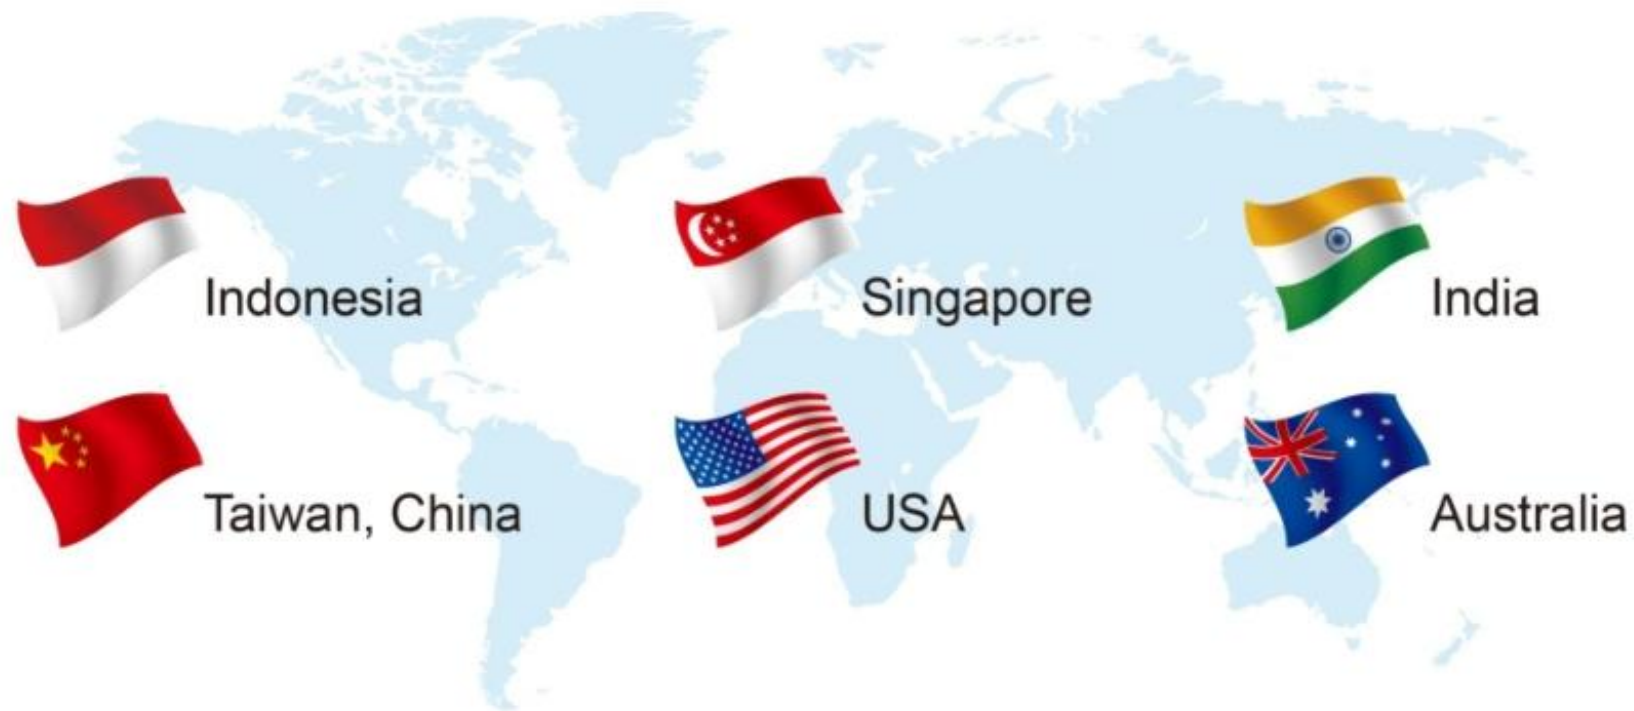 Indonesia
Singapore
India
Taiwan, China
USA
Australia